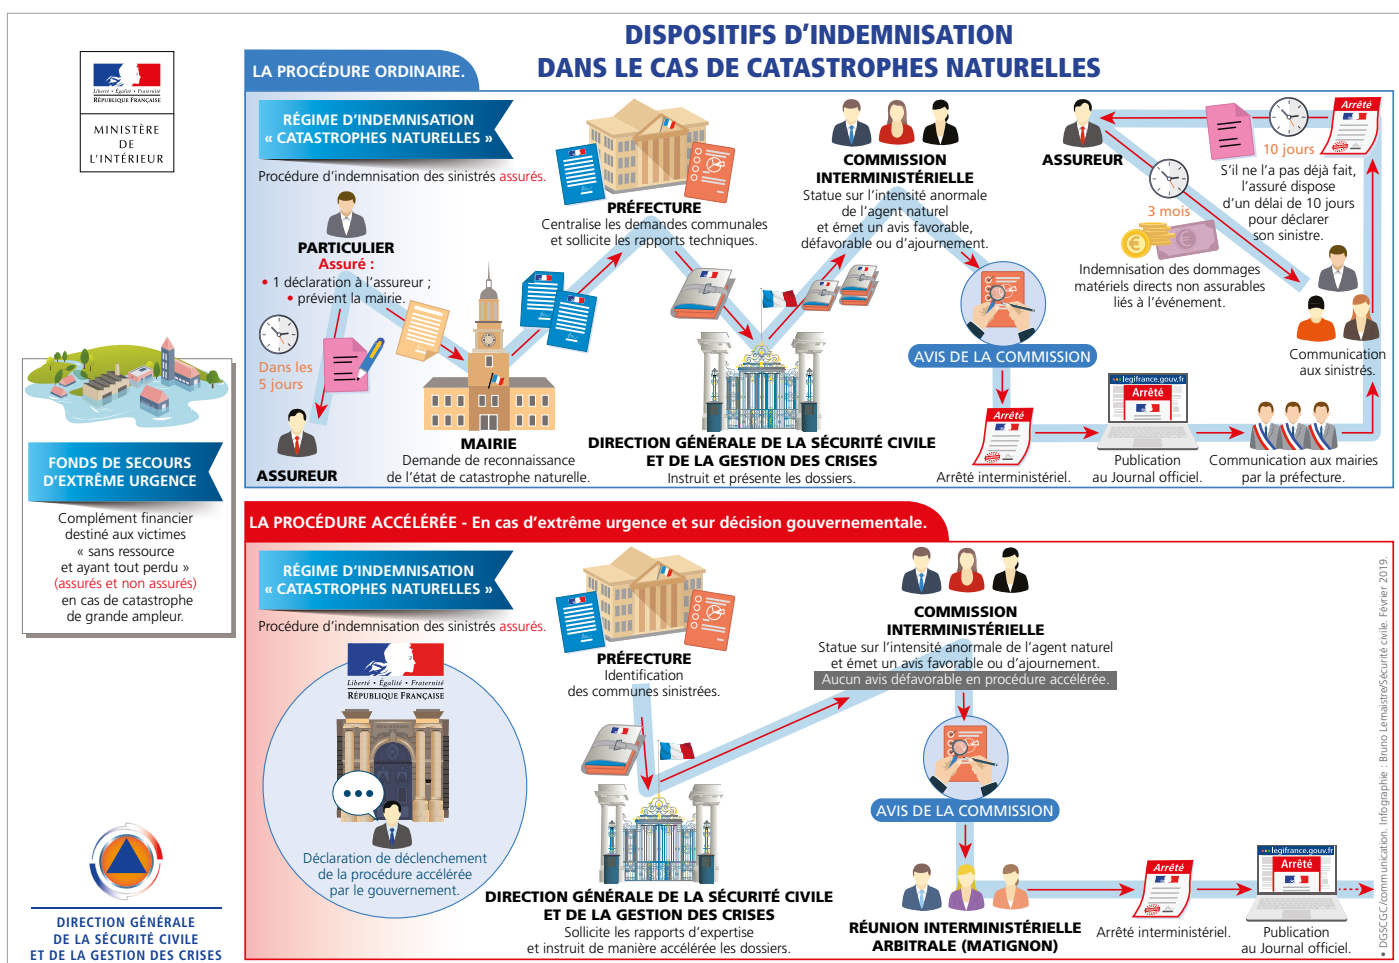 DISPOSITIFS D'INDEMNISATION
DANS LE CAS DE CATASTROPHES NATURELLES
Liberté • Égalité • Fraternité
RÉPUBLIQUE FRANÇAISE
MINISTÈRE
DE
L'INTÉRIEUR
FONDS DE SECOURS
D'EXTRÊME URGENCE
Complément financier
destiné aux victimes
« sans ressource
et ayant tout perdu »
(assurés et non assurés)
en cas de catastrophe
de grande ampleur.
DIRECTION GÉNÉRALE
DE LA SÉCURITÉ CIVILE
ET DE LA GESTION DES CRISES
LA PROCÉDURE ORDINAIRE.
RÉGIME D'INDEMNISATION
« CATASTROPHES NATURELLES »
Procédure d'indemnisation des sinistrés assurés.
PARTICULIER
Assuré :
• 1 déclaration à l'assureur ;
• prévient la mairie.
Dans les
5 jours
ASSUREUR
MAIRIE
Demande de reconnaissance
de l'état de catastrophe naturelle.
PRÉFECTURE
Centralise les demandes communales
et sollicite les rapports techniques.
DIRECTION GÉNÉRALE DE LA SÉCURITÉ CIVILE
ET DE LA GESTION DES CRISES
Instruit et présente les dossiers.
COMMISSION
INTERMINISTÉRIELLE
Statue sur l'intensité anormale
de l'agent naturel
et émet un avis favorable,
défavorable ou d'ajournement.
AVIS DE LA COMMISSION
Arrêté
Arrêté interministériel.
legifrance.gouv.fr
Arrêté
Publication
au Journal officiel.
Communication aux mairies
par la préfecture.
Communication
aux sinistrés.
Arrêté
10 jours
S'il ne l'a pas déjà fait,
l'assuré dispose
d'un délai de 10 jours
pour déclarer
son sinistre.
ASSUREUR
3 mois
Indemnisation des dommages
matériels directs non assurables
liés à l'événement.
LA PROCÉDURE ACCÉLÉRÉE - En cas d'extrême urgence et sur décision gouvernementale.
RÉGIME D'INDEMNISATION
« CATASTROPHES NATURELLES »
Procédure d'indemnisation des sinistrés assurés.
Liberté • Égalité • Fraternité
RÉPUBLIQUE FRANÇAISE
Déclaration de déclenchement
de la procédure accélérée
par le gouvernement.
PRÉFECTURE
Identification
des communes sinistrées.
DIRECTION GÉNÉRALE DE LA SÉCURITÉ CIVILE
ET DE LA GESTION DES CRISES
Sollicite les rapports d'expertise
et instruit de manière accélérée les dossiers.
COMMISSION
INTERMINISTÉRIELLE
Statue sur l'intensité anormale de l'agent naturel
et émet un avis favorable ou d'ajournement.
Aucun avis défavorable en procédure accélérée.
AVIS DE LA COMMISSION
RÉUNION INTERMINISTÉRIELLE
ARBITRALE (MATIGNON)
Arrêté
Arrêté interministériel.
legifrance.gouv.fr
Arrêté
Publication
au Journal officiel.
• DGSCGC/communication. Infographie : Bruno Lemaistre/Sécurité civile. Février 2019.